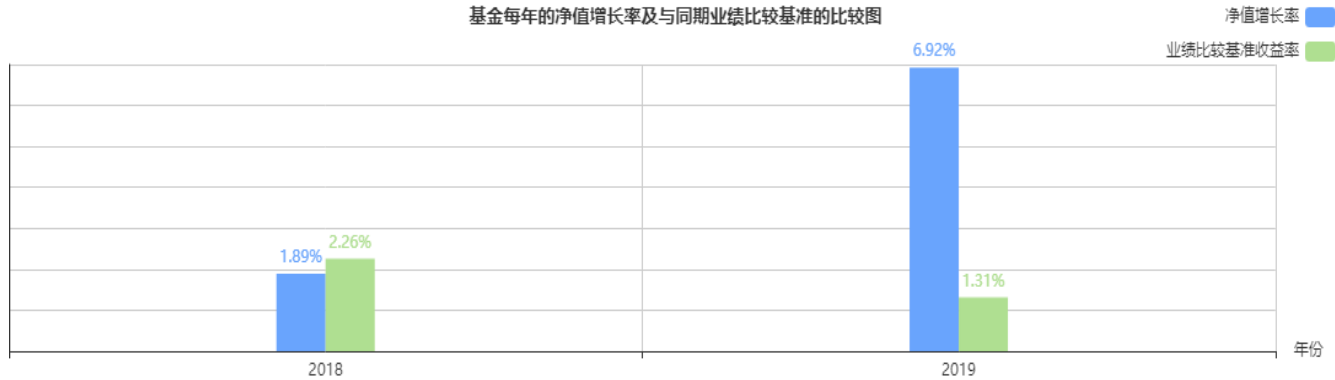 基金每年的净值增长率及与同期业绩比较基准的比较图
净值增长率
业绩比较基准收益率
6.92%
2.26%
1.89%
1.31%
年份
2018
2019